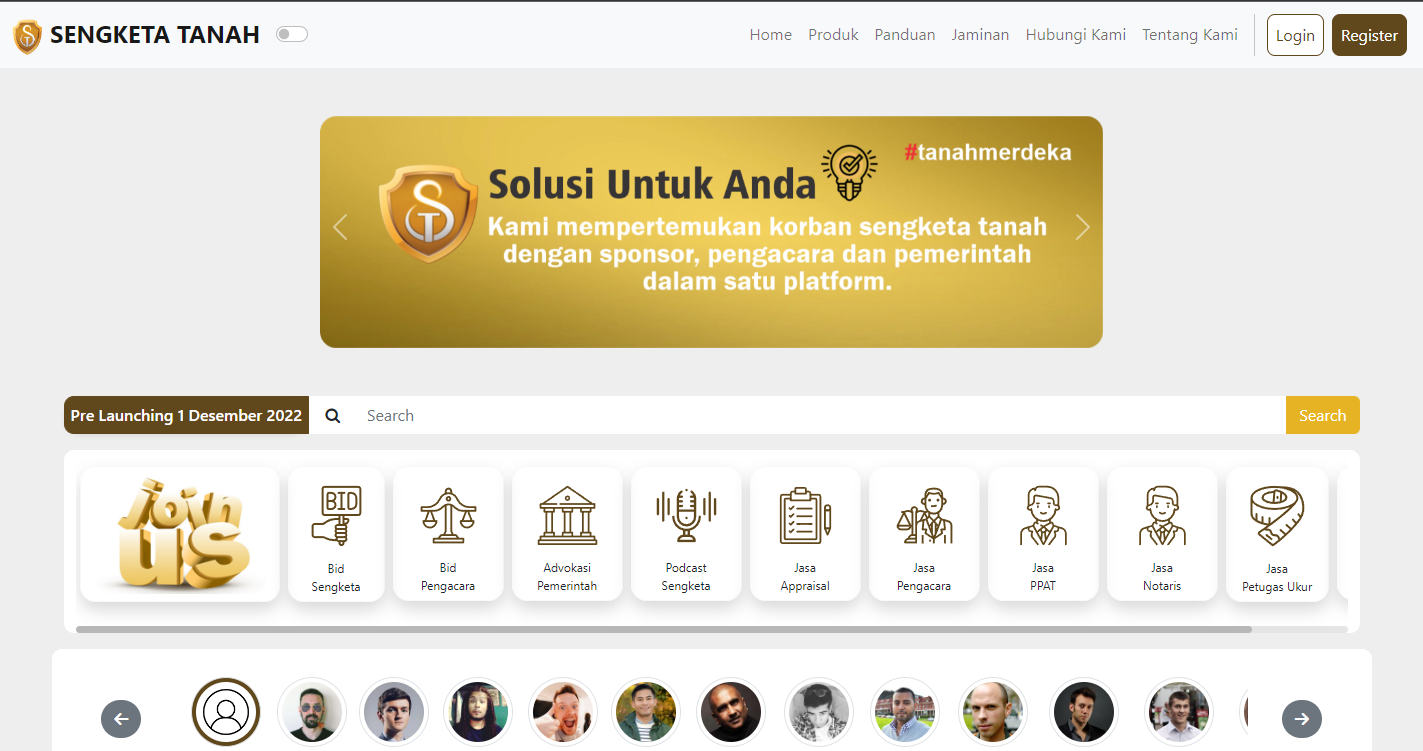 SENGKETA TANAH
Home Produk Panduan Jaminan Hubungi Kami Tentang Kami Login Register
#tanahmerdeka
Solusi Untuk Anda
Kami mempertemukan korban sengketa tanah
dengan sponsor, pengacara dan pemerintah
dalam satu platform.
ST
Pre Launching 1 Desember 2022 Search Search
join
us
BID
Bid
Sengketa
Bid
Pengacara
Advokasi
Pemerintah
Podcast
Sengketa
Jasa
Appraisal
Jasa
Pengacara
Jasa
PPAT
Jasa
Notaris
Jasa
Petugas Ukur